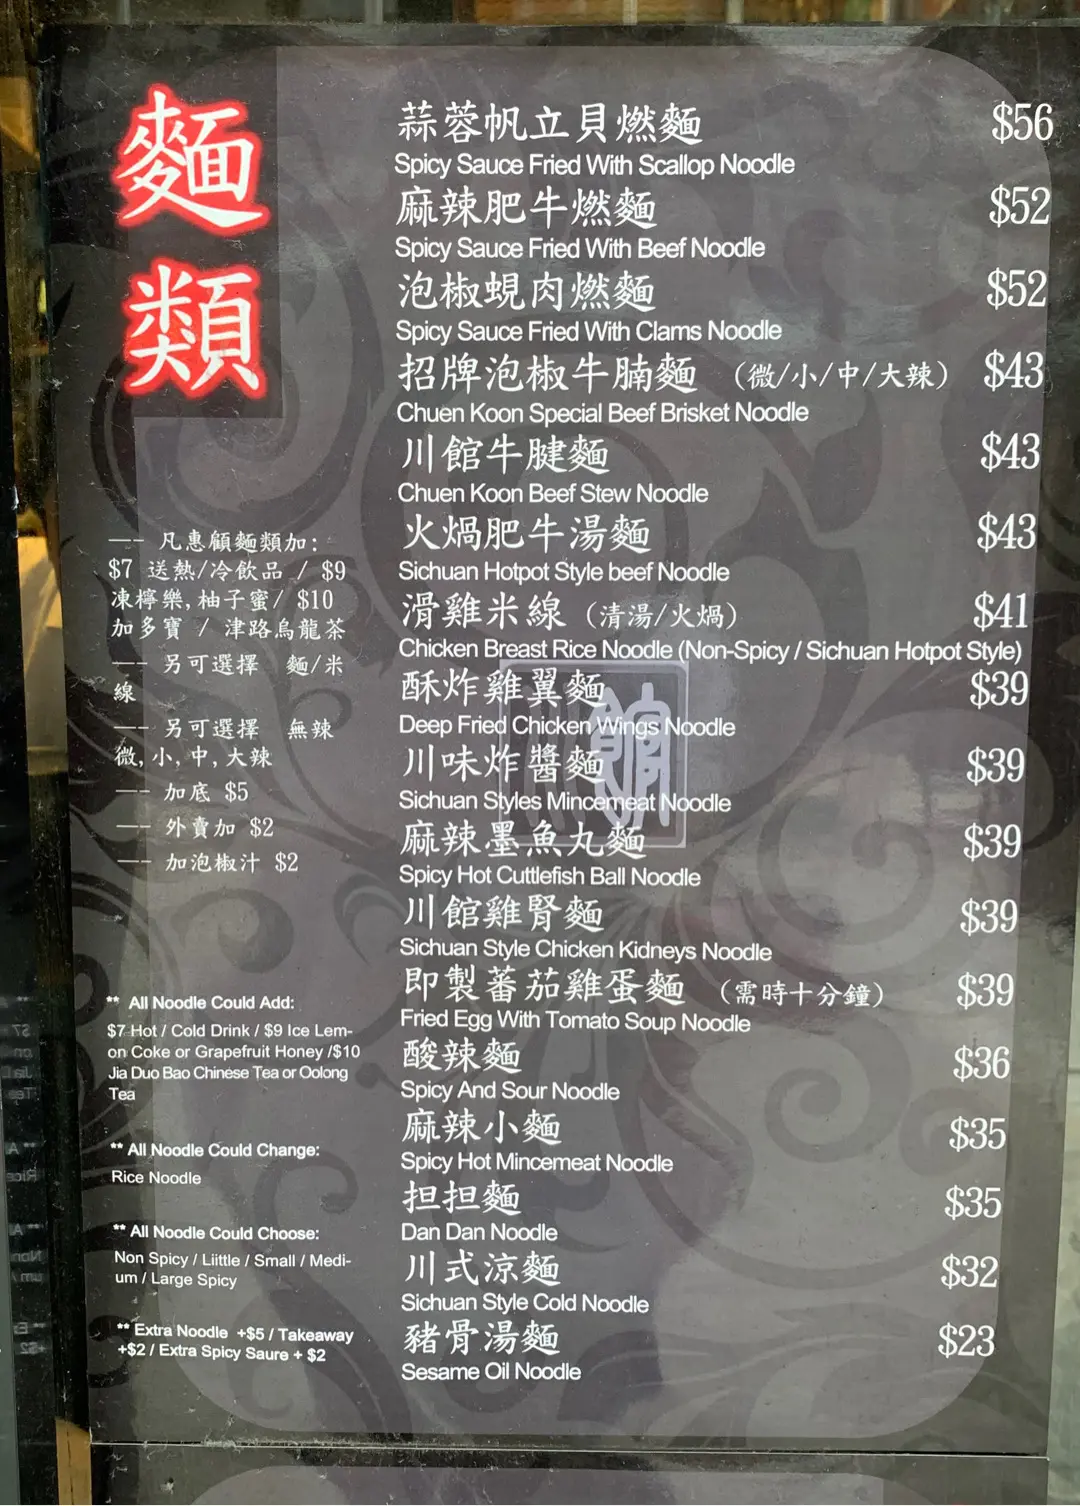 麵
類
蒜蓉帆立貝燃麵 $56
Spicy Sauce Fried With Scallop Noodle
麻辣肥牛燃麵 $52
Spicy Sauce Fried With Beef Noodle
泡椒蜆肉燃麵 $52
Spicy Sauce Fried With Clams Noodle
招牌泡椒牛腩麵 (微/小/中/大辣) $43
Chuen Koon Special Beef Brisket Noodle
川館牛腱麵 $43
Chuen Koon Beef Stew Noodle
火煱肥牛湯麵 $43
Sichuan Hotpot Style beef Noodle
滑雞米線 (清湯/火煱) $41
Chicken Breast Rice Noodle (Non-Spicy / Sichuan Hotpot Style)
酥炸雞翼麵 $39
Deep Fried Chicken Wings Noodle
川味炸醬麵 $39
Sichuan Styles Mincemeat Noodle
麻辣墨魚丸麵 $39
Spicy Hot Cuttlefish Ball Noodle
川館雞腎麵 $39
Sichuan Style Chicken Kidneys Noodle
即製蕃茄雞蛋麵 (需時十分鐘) $39
Fried Egg With Tomato Soup Noodle
酸辣麵 $36
Spicy And Sour Noodle
麻辣小麵 $35
Spicy Hot Mincemeat Noodle
担担麵 $35
Dan Dan Noodle
川式涼麵 $32
Sichuan Style Cold Noodle
豬骨湯麵 $23
Sesame Oil Noodle
—- 凡惠顧麵類加:
$7 送熱/冷飲品 / $9
凍檸樂,柚子蜜/ $10
加多寶 / 津路烏龍茶
—- 另可選擇 麵/米
線
—- 另可選擇 無辣
微,小,中,大辣
—- 加底 $5
—- 外賣加 $2
—- 加泡椒汁 $2
** All Noodle Could Add:
$7 Hot / Cold Drink / $9 Ice Lem-
on Coke or Grapefruit Honey /$10
Jia Duo Bao Chinese Tea or Oolong
Tea
** All Noodle Could Change:
Rice Noodle
** All Noodle Could Choose:
Non Spicy / Liittle / Small / Medi-
um / Large Spicy
** Extra Noodle +$5 / Takeaway
+$2 / Extra Spicy Saure + $2